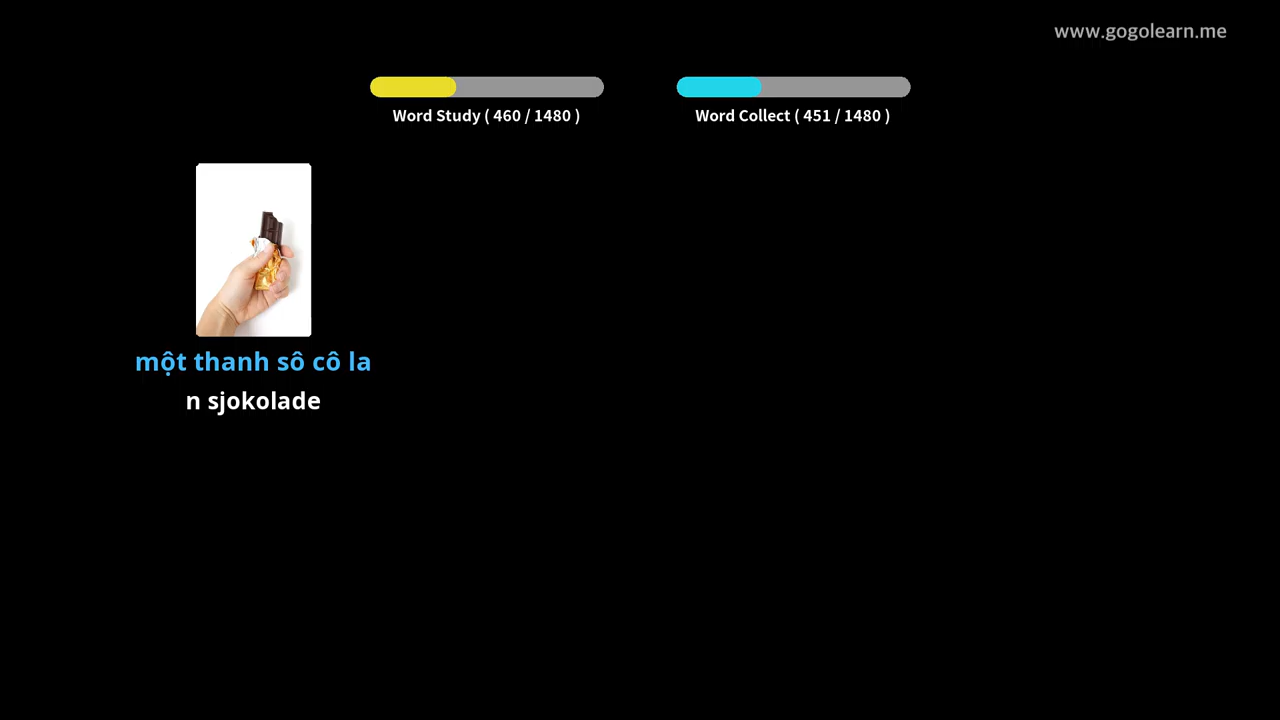 www.gogolearn.me
Word Study ( 460 / 1480 )
Word Collect ( 451 / 1480 )
một thanh sô cô la
n sjokolade